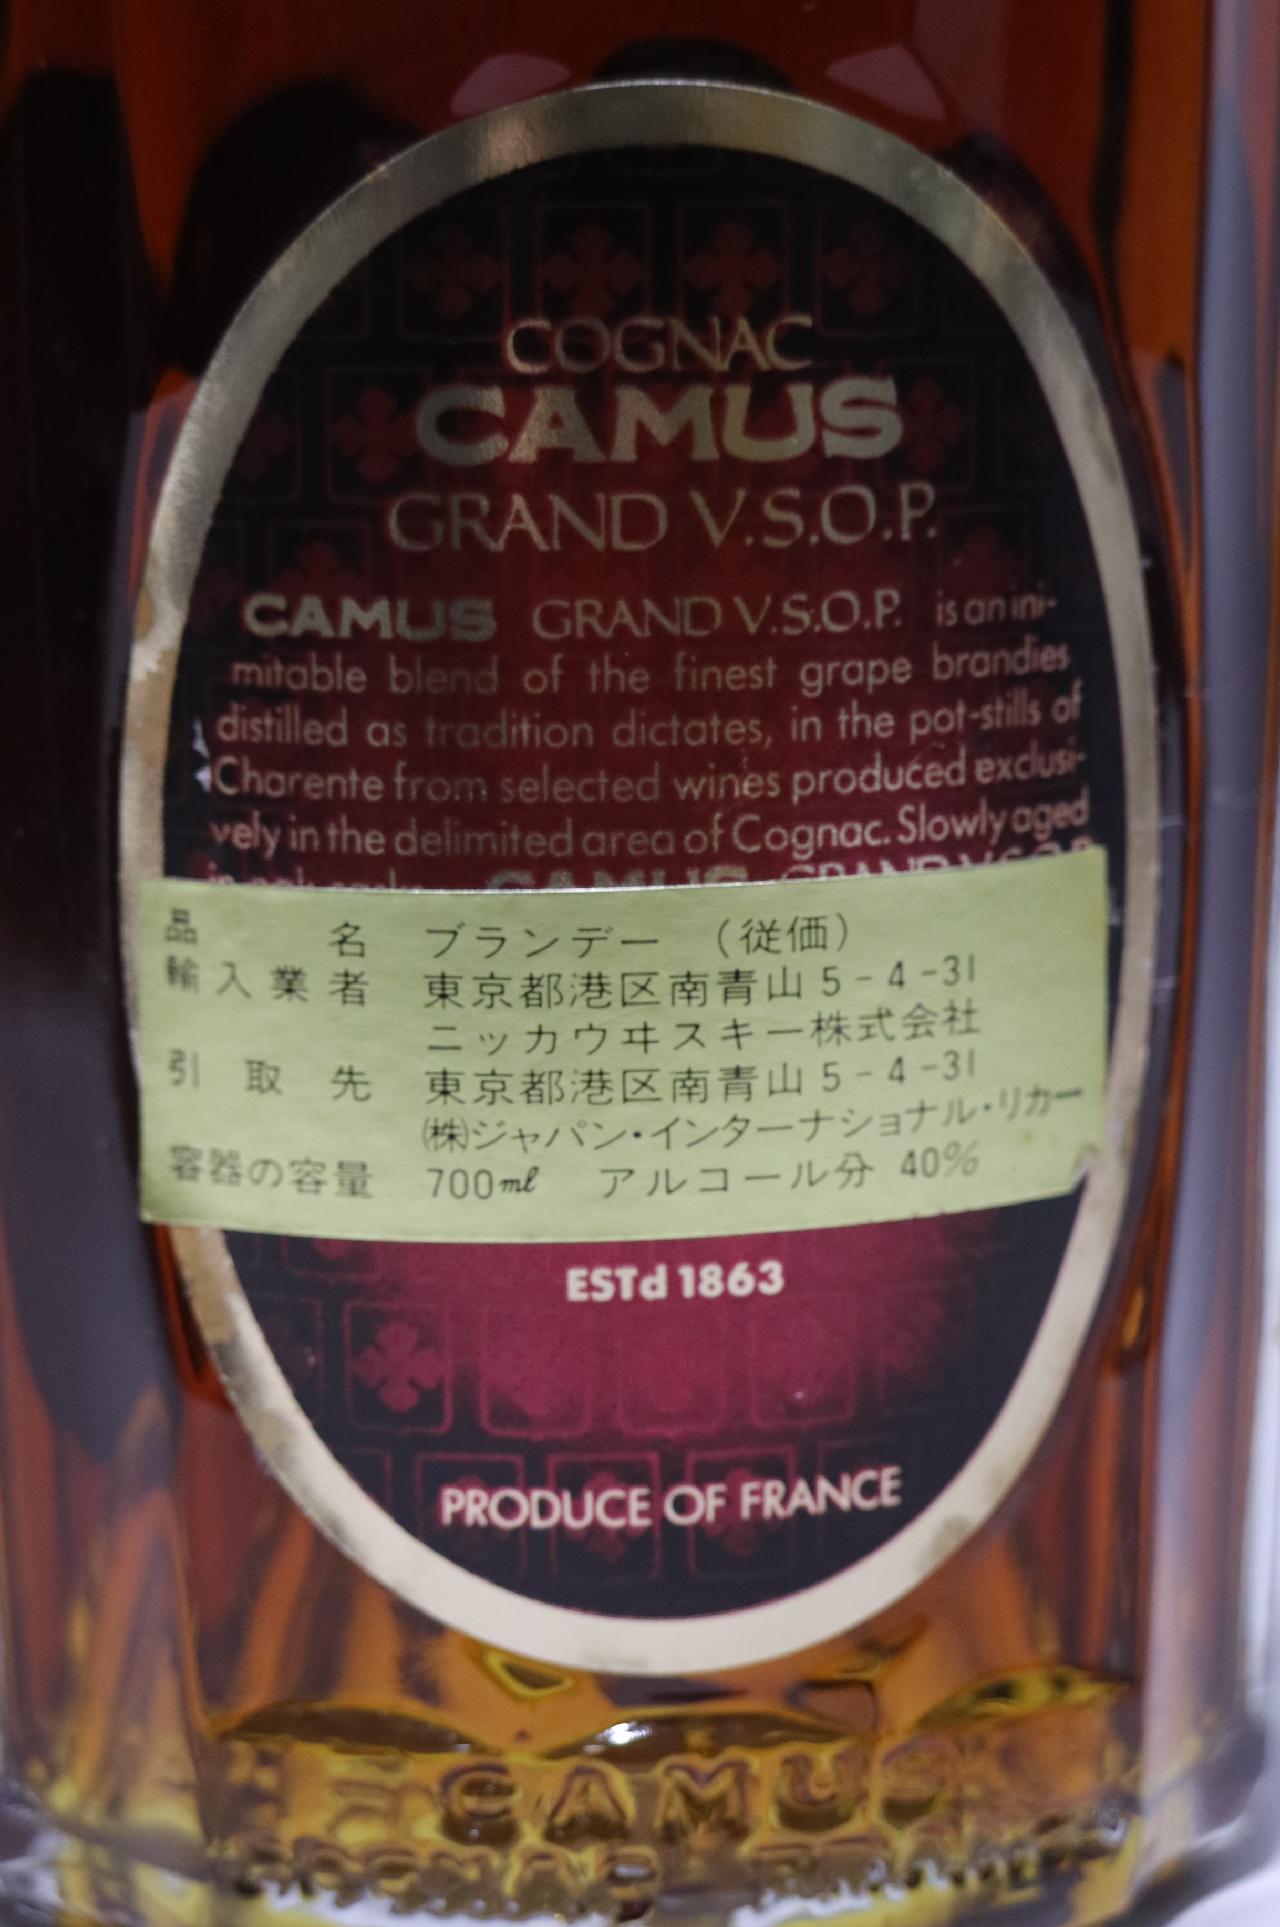 COGNAC
CAMUS
GRAND V.S.O.P.
CAMUS GRAND V.S.O.P. is an ini-
mitable blend of the finest grape brandies
distilled as tradition dictates, in the pot-stills of
Charente from selected wines produced exclusi-
vely in the delimited area of Cognac. Slowly aged
in oak casks CAMUS GRAND V.S.O.P.
品名 ブランデー (従価)
輸入業者 東京都港区南青山5-4-31
ニッカウヰスキー株式会社
引取先 東京都港区南青山5-4-31
㈱ジャパン・インターナショナル・リカー
容器の容量 700ml アルコール分 40%
ESTd 1863
PRODUCE OF FRANCE
CAMUS
COGNAC